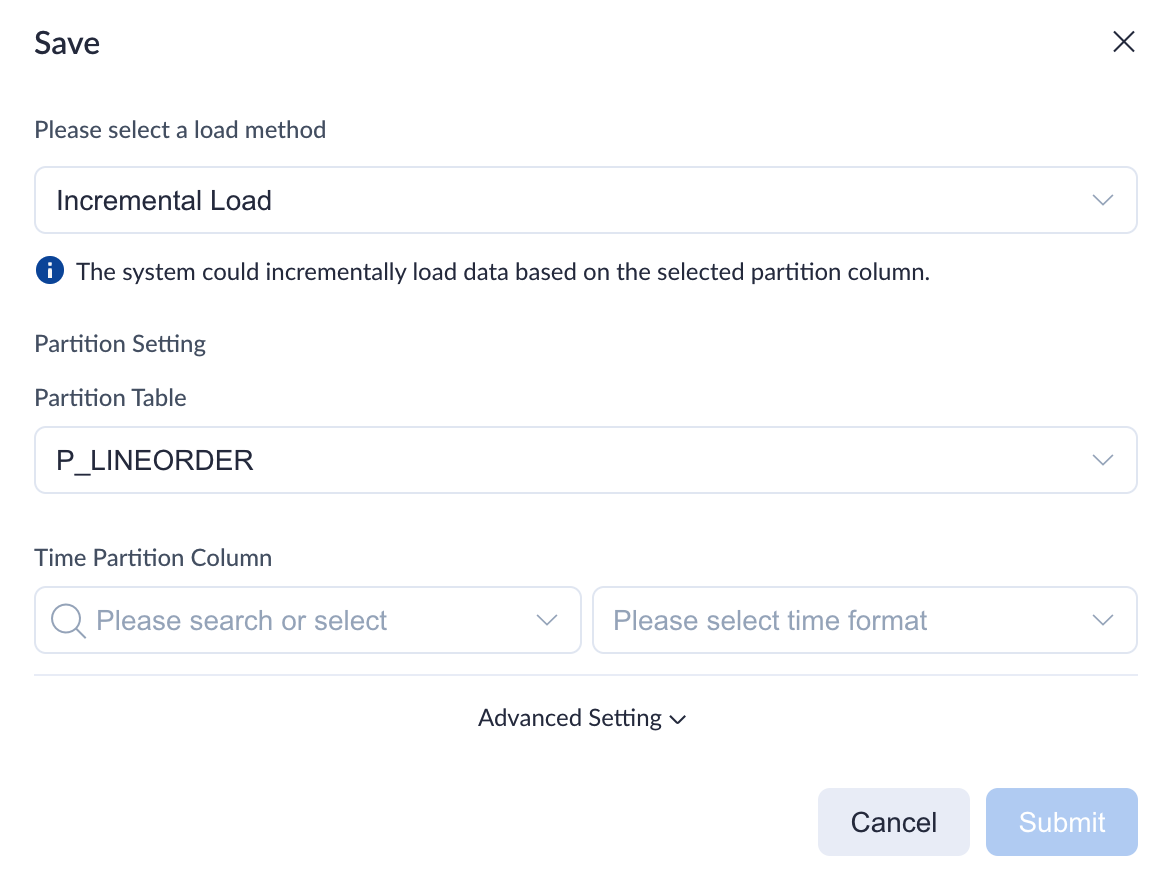 Save
Please select a load method
Incremental Load
The system could incrementally load data based on the selected partition column.
Partition Setting
Partition Table
P_LINEORDER
Time Partition Column
Please search or select
Please select time format
Advanced Setting
Cancel
Submit